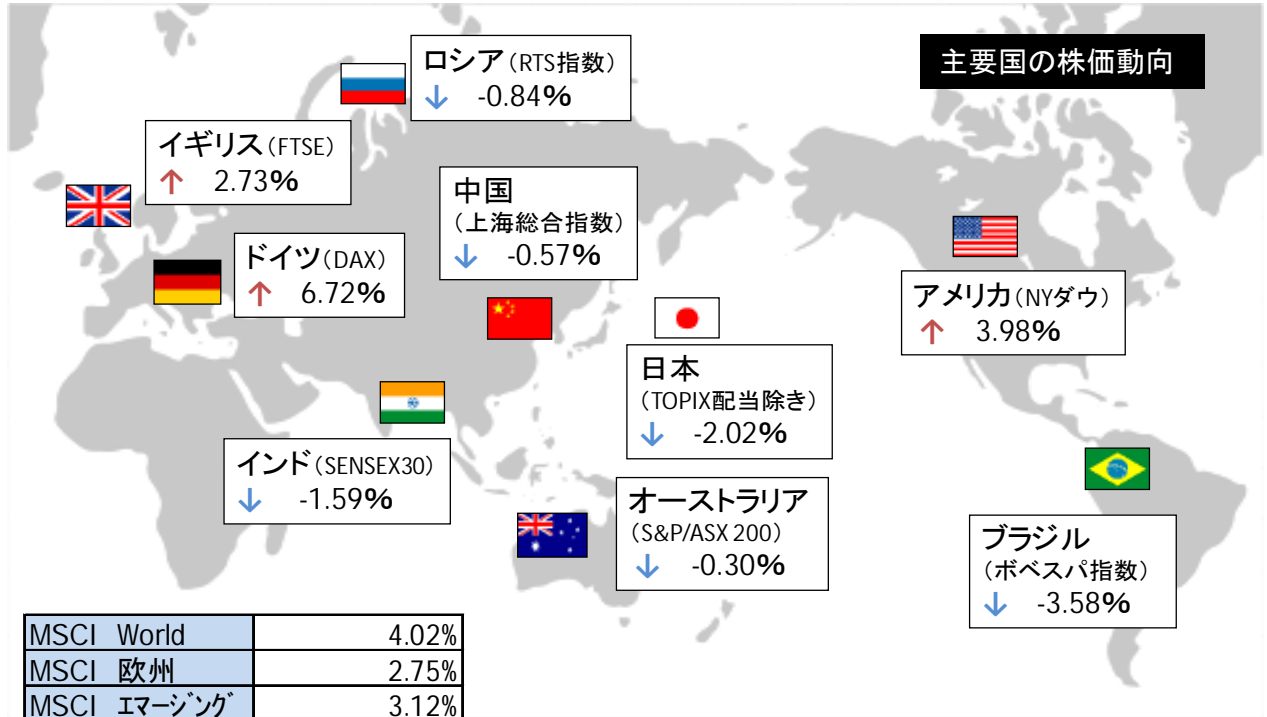 主要国の株価動向
ロシア(RTS指数)
↓ -0.84%
イギリス(FTSE)
↑ 2.73%
中国
(上海総合指数)
↓ -0.57%
ドイツ(DAX)
↑ 6.72%
アメリカ(NYダウ)
↑ 3.98%
日本
(TOPIX配当除き)
↓ -2.02%
インド(SENSEX30)
↓ -1.59%
オーストラリア
(S&P/ASX 200)
↓ -0.30%
ブラジル
(ボベスパ指数)
↓ -3.58%
MSCI World 4.02%
MSCI 欧州 2.75%
MSCI エマージング 3.12%